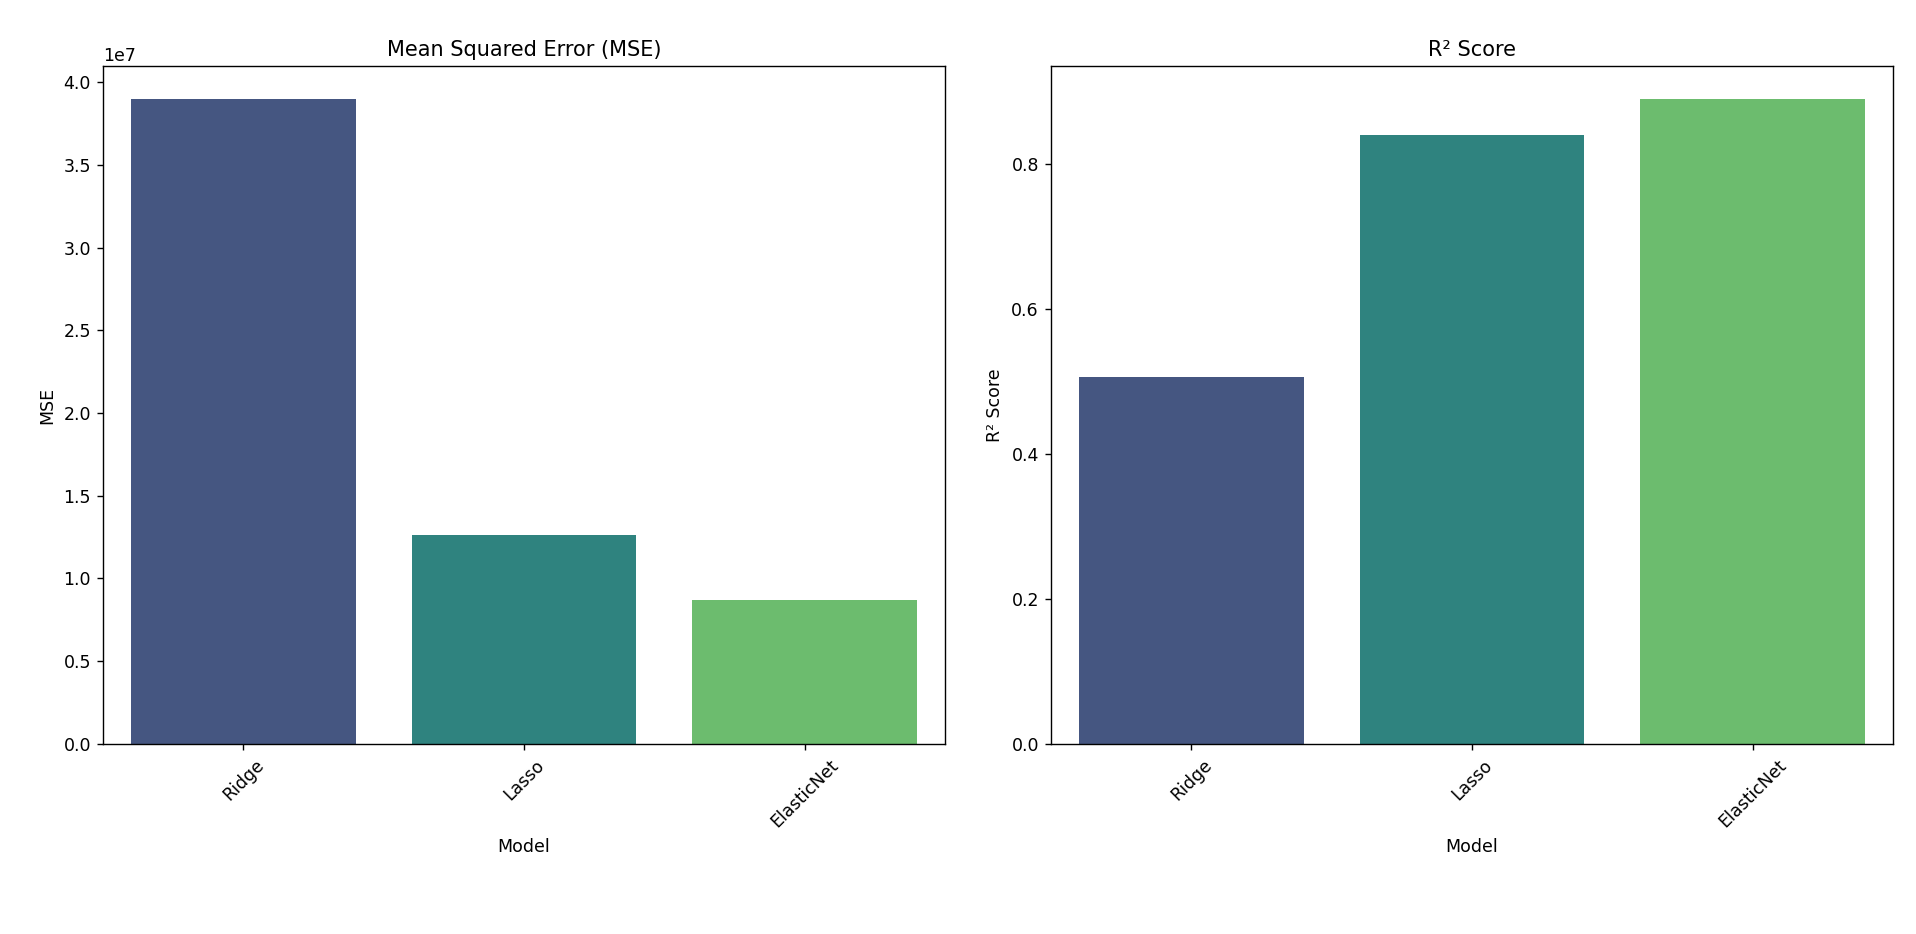 Mean Squared Error (MSE)
1e7
4.0
3.5
3.0
2.5
2.0
1.5
1.0
0.5
0.0
MSE
Ridge
Lasso
ElasticNet
Model
R² Score
0.8
0.6
0.4
0.2
0.0
R² Score
Ridge
Lasso
ElasticNet
Model